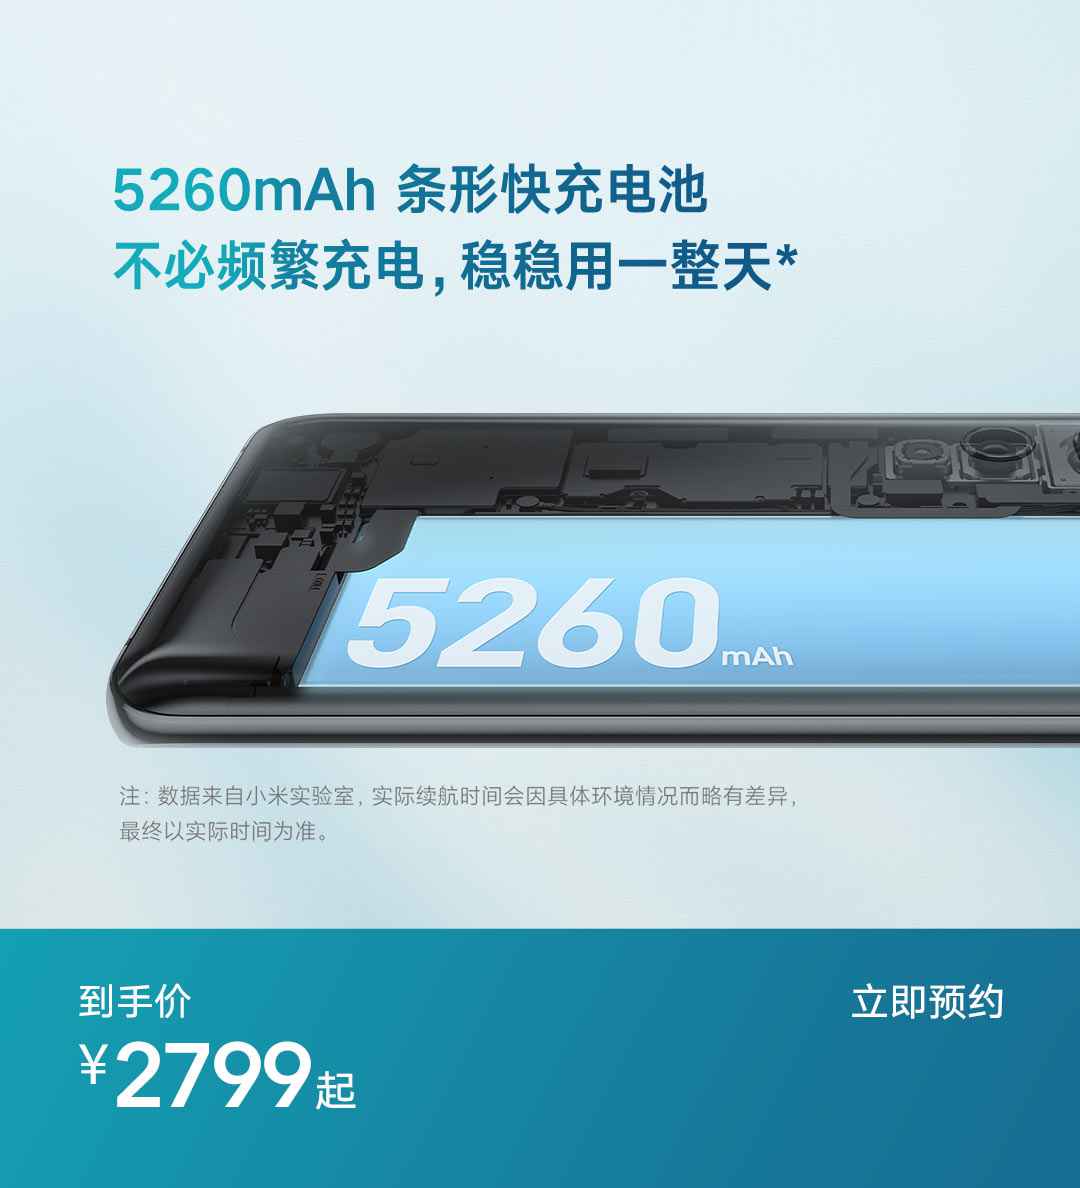 5260mAh 条形快充电池
不必频繁充电，稳稳用一整天*
5260mAh
注：数据来自小米实验室，实际续航时间会因具体环境情况而略有差异，
最终以实际时间为准。
到手价
立即预约
¥2799起